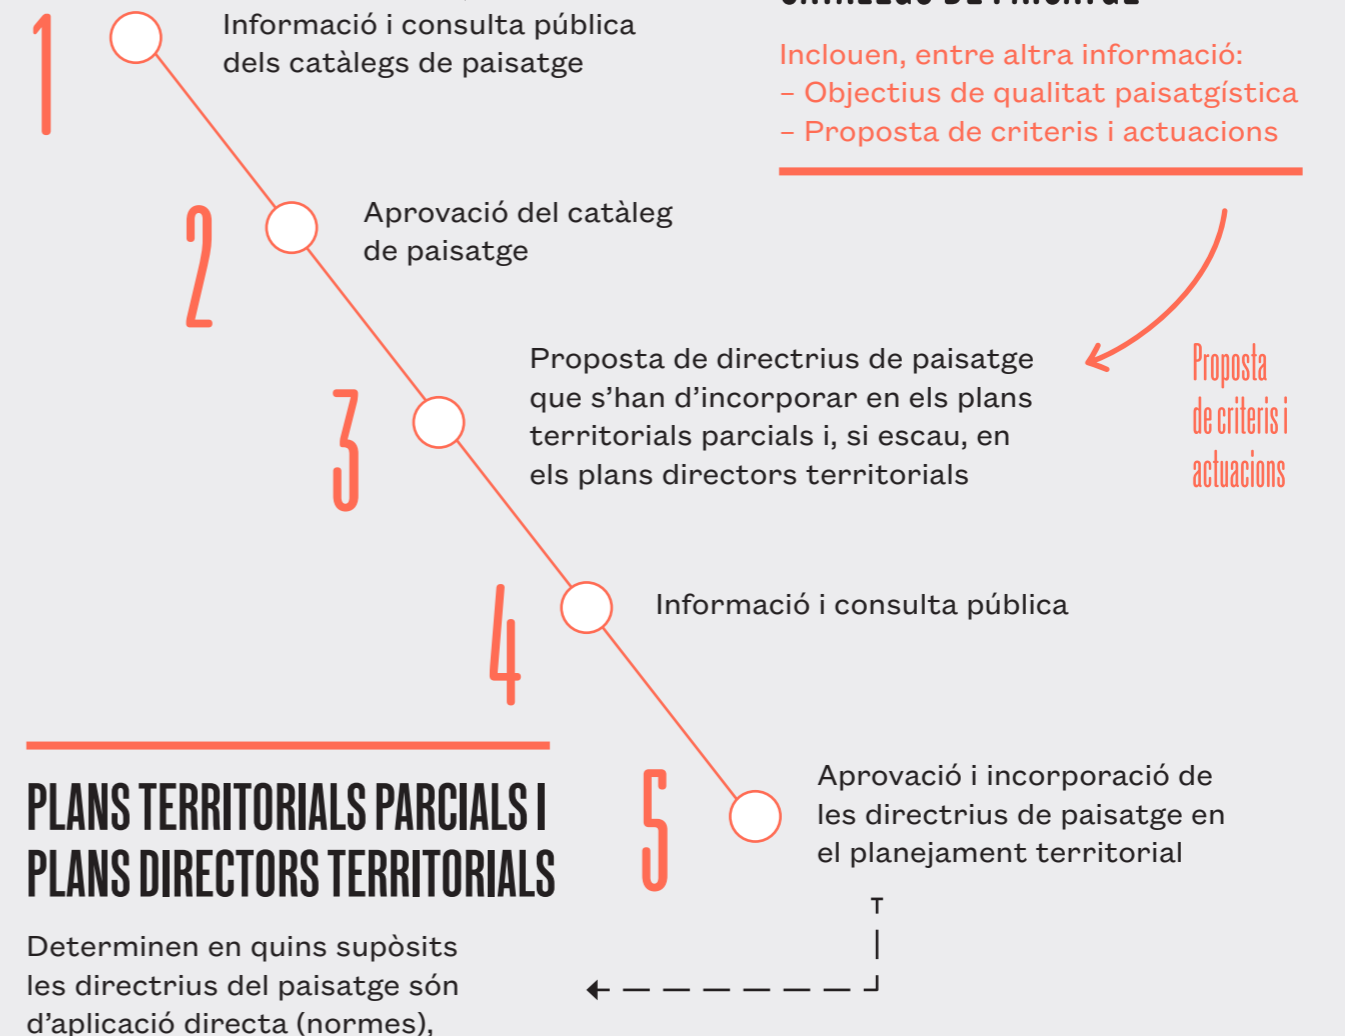 1
Informació i consulta pública
dels catàlegs de paisatge
CATÀLEGS DE PAISATGE
Inclouen, entre altra informació:
– Objectius de qualitat paisatgística
– Proposta de criteris i actuacions
2
Aprovació del catàleg
de paisatge
3
Proposta de directrius de paisatge
que s’han d’incorporar en els plans
territorials parcials i, si escau, en
els plans directors territorials
Proposta
de criteris i
actuacions
4
Informació i consulta pública
5
Aprovació i incorporació de
les directrius de paisatge en
el planejament territorial
PLANS TERRITORIALS PARCIALS I
PLANS DIRECTORS TERRITORIALS
Determinen en quins supòsits
les directrius del paisatge són
d’aplicació directa (normes),